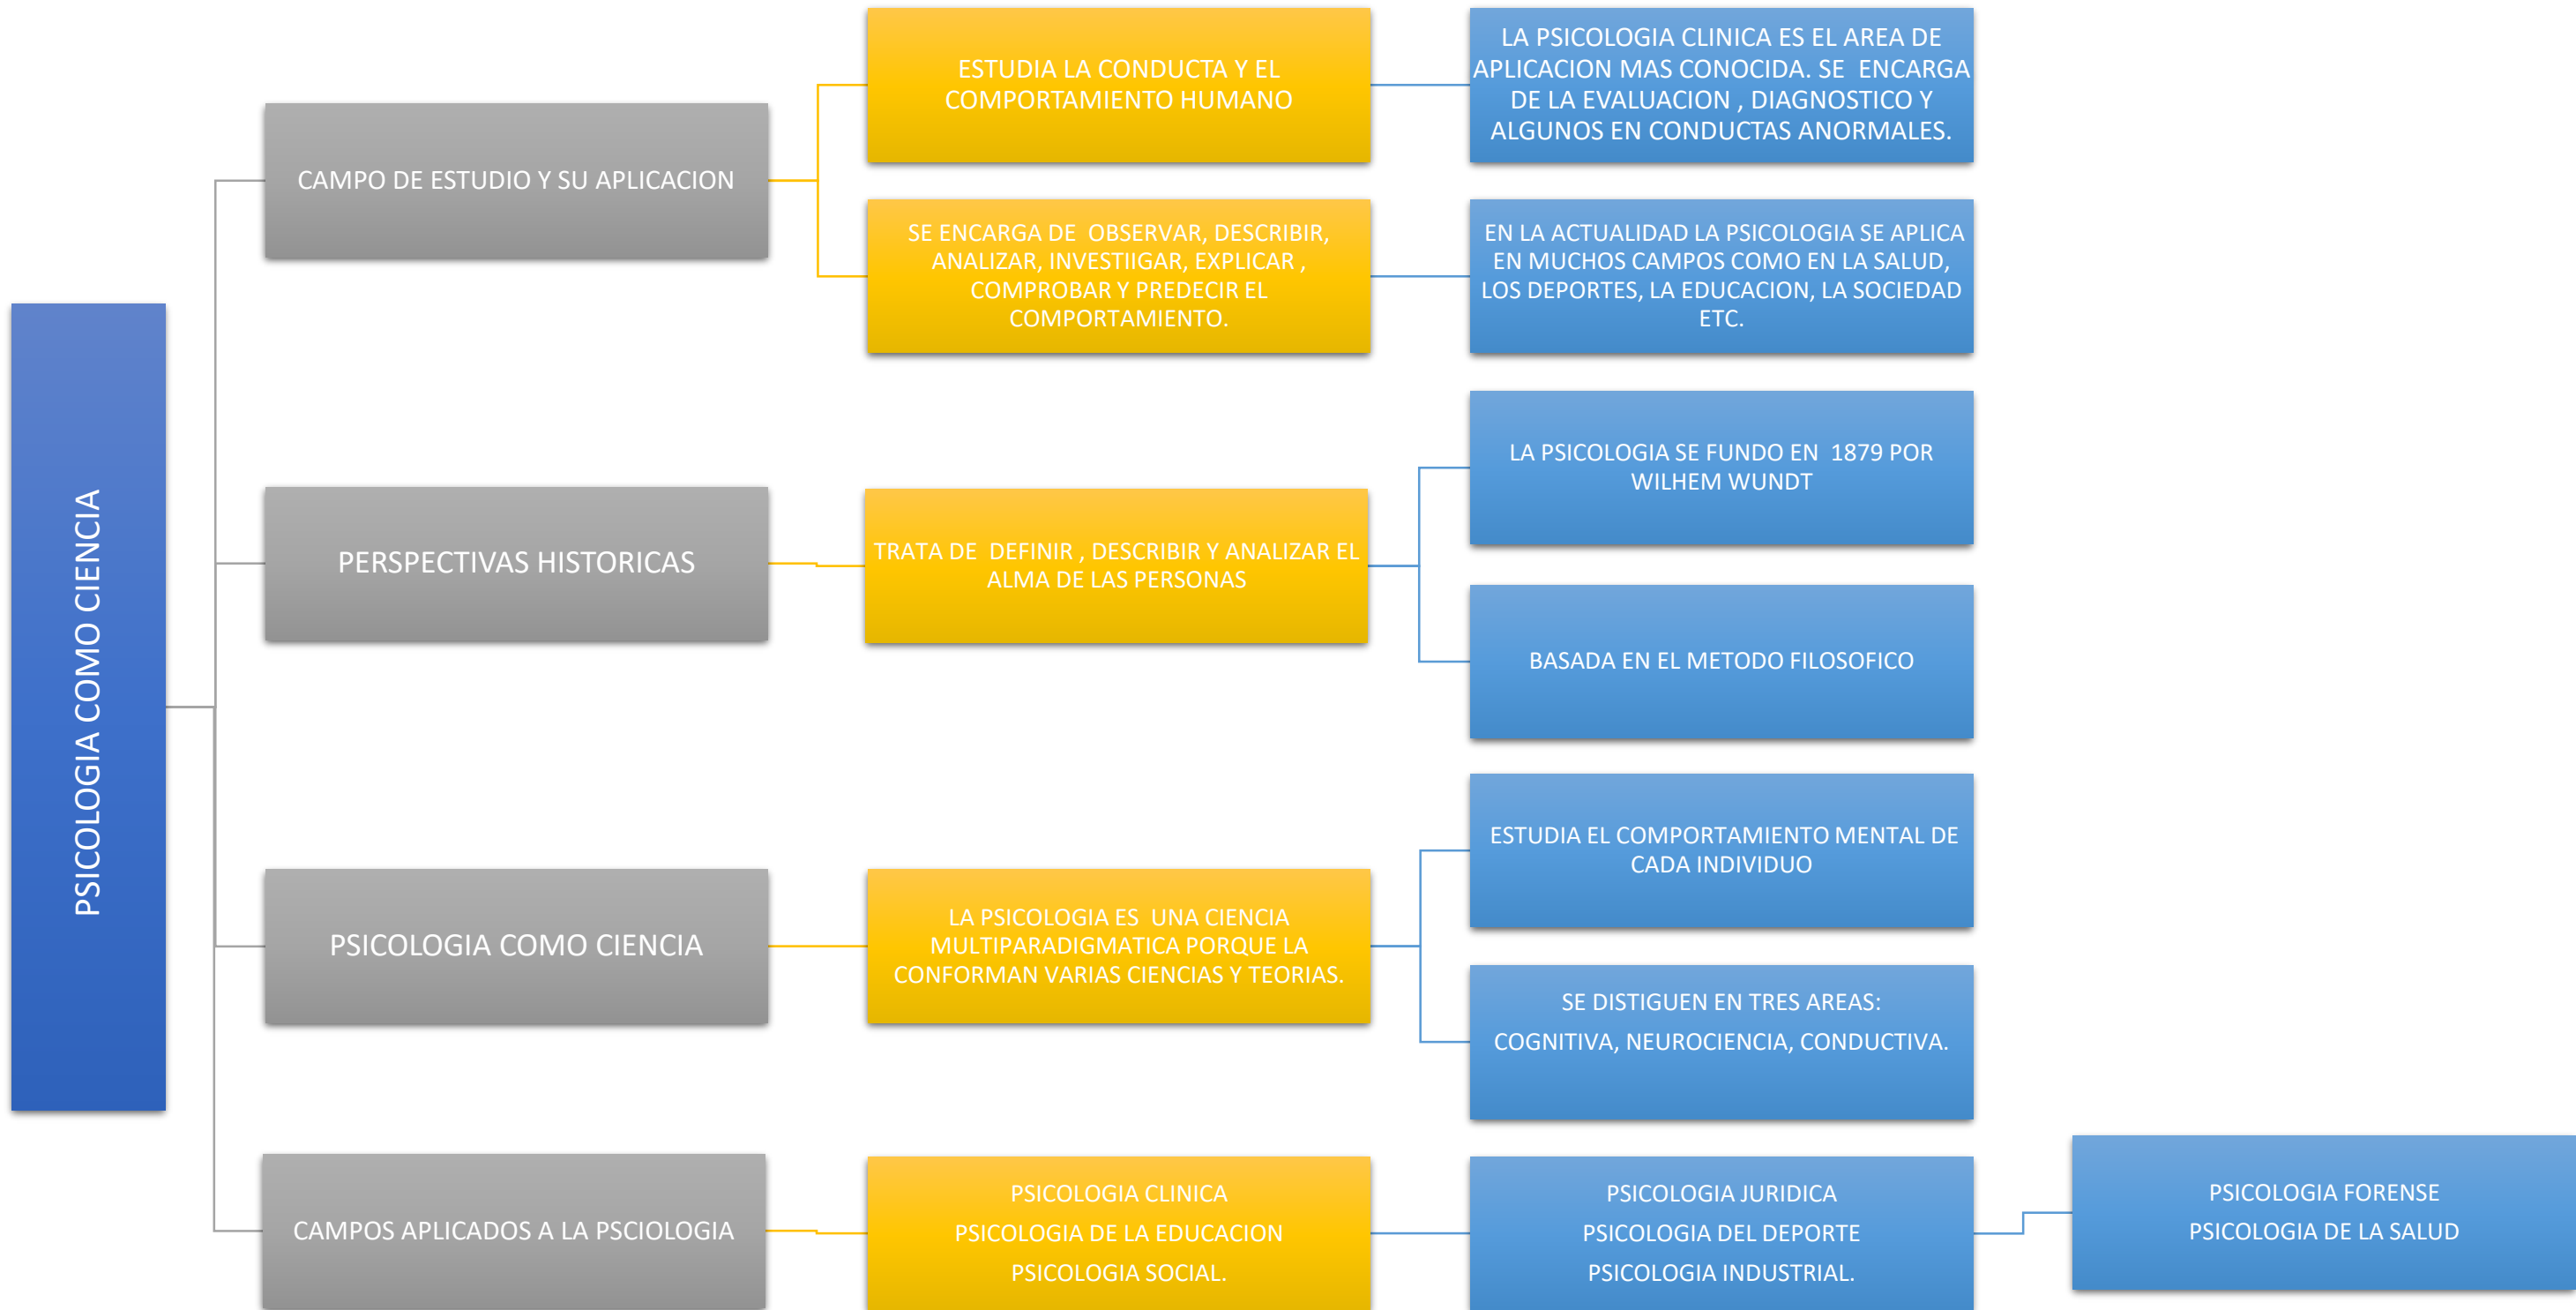 PSICOLOGIA COMO CIENCIA
CAMPO DE ESTUDIO Y SU APLICACION
ESTUDIA LA CONDUCTA Y EL
COMPORTAMIENTO HUMANO
LA PSICOLOGIA CLINICA ES EL AREA DE
APLICACION MAS CONOCIDA. SE ENCARGA
DE LA EVALUACION , DIAGNOSTICO Y
ALGUNOS EN CONDUCTAS ANORMALES.
SE ENCARGA DE OBSERVAR, DESCRIBIR,
ANALIZAR, INVESTIIGAR, EXPLICAR ,
COMPROBAR Y PREDECIR EL
COMPORTAMIENTO.
EN LA ACTUALIDAD LA PSICOLOGIA SE APLICA
EN MUCHOS CAMPOS COMO EN LA SALUD,
LOS DEPORTES, LA EDUCACION, LA SOCIEDAD
ETC.
PERSPECTIVAS HISTORICAS
TRATA DE DEFINIR , DESCRIBIR Y ANALIZAR EL
ALMA DE LAS PERSONAS
LA PSICOLOGIA SE FUNDO EN 1879 POR
WILHEM WUNDT
BASADA EN EL METODO FILOSOFICO
PSICOLOGIA COMO CIENCIA
LA PSICOLOGIA ES UNA CIENCIA
MULTIPARADIGMATICA PORQUE LA
CONFORMAN VARIAS CIENCIAS Y TEORIAS.
ESTUDIA EL COMPORTAMIENTO MENTAL DE
CADA INDIVIDUO
SE DISTIGUEN EN TRES AREAS:
COGNITIVA, NEUROCIENCIA, CONDUCTIVA.
CAMPOS APLICADOS A LA PSCIOLOGIA
PSICOLOGIA CLINICA
PSICOLOGIA DE LA EDUCACION
PSICOLOGIA SOCIAL.
PSICOLOGIA JURIDICA
PSICOLOGIA DEL DEPORTE
PSICOLOGIA INDUSTRIAL.
PSICOLOGIA FORENSE
PSICOLOGIA DE LA SALUD